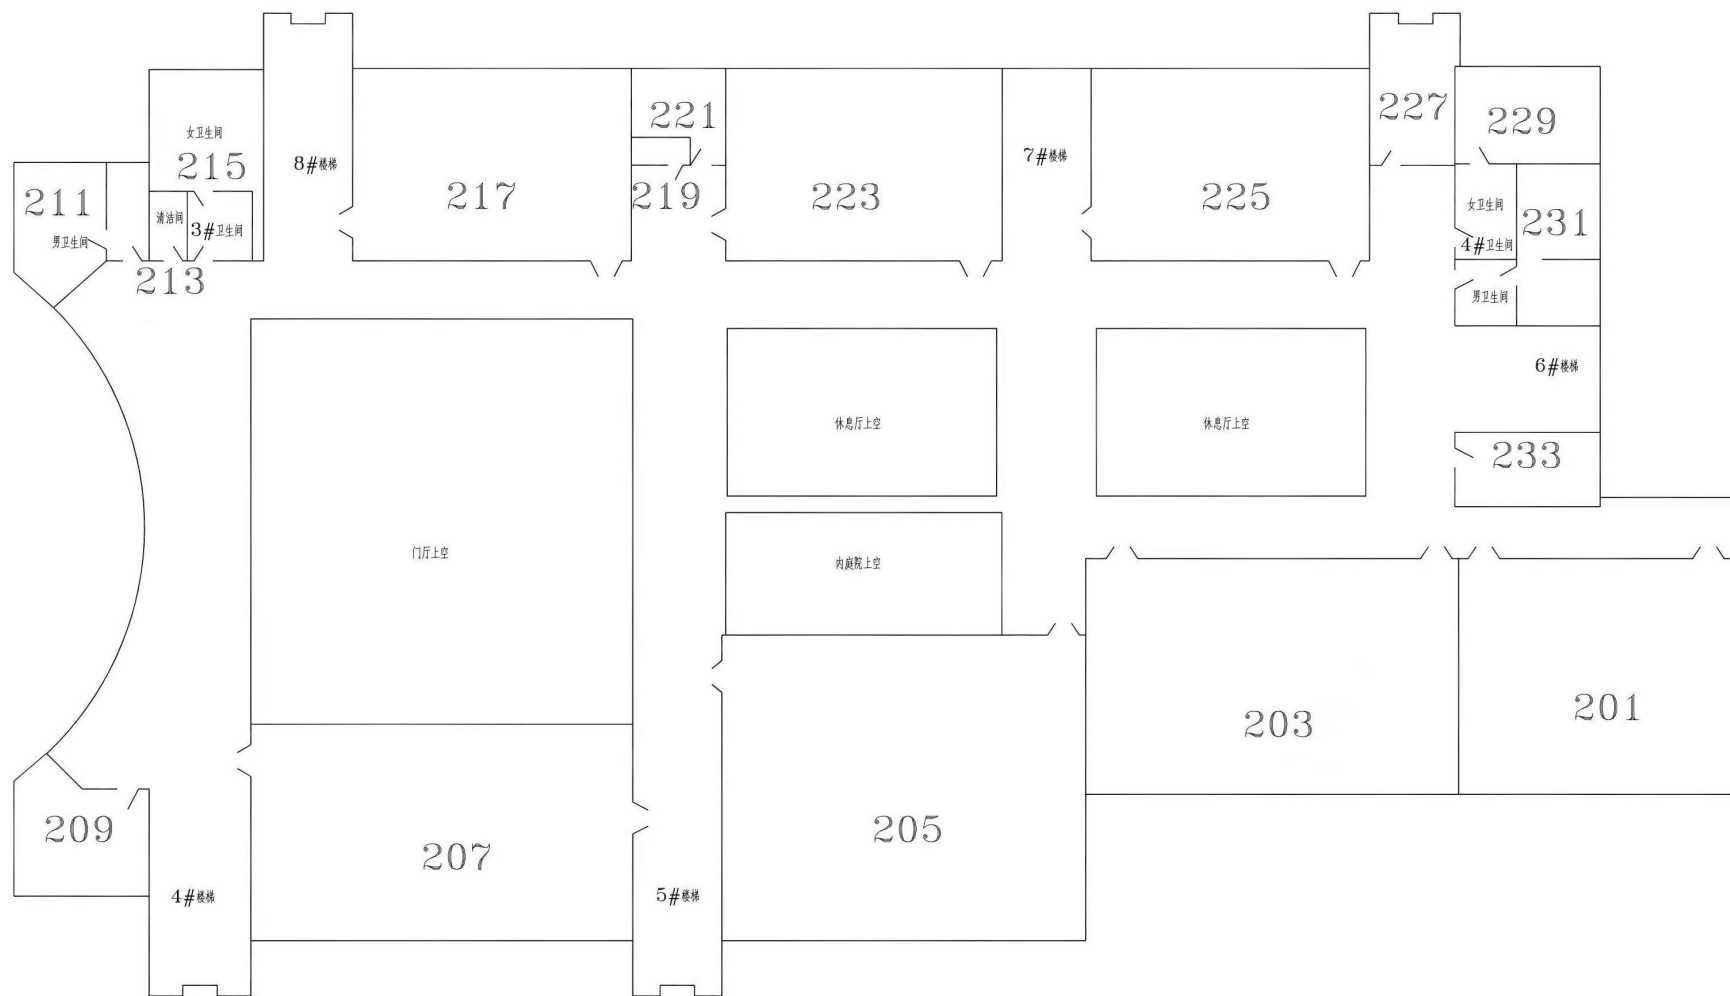 227
221
229
女卫生间
7#楼梯
8#楼梯
215
217
219
223
225
211
女卫生间
清洁间
3#卫生间
231
男卫生间
4#卫生间
213
男卫生间
6#楼梯
休息厅上空
休息厅上空
233
门厅上空
内庭院上空
201
203
209
205
207
4#楼梯
5#楼梯